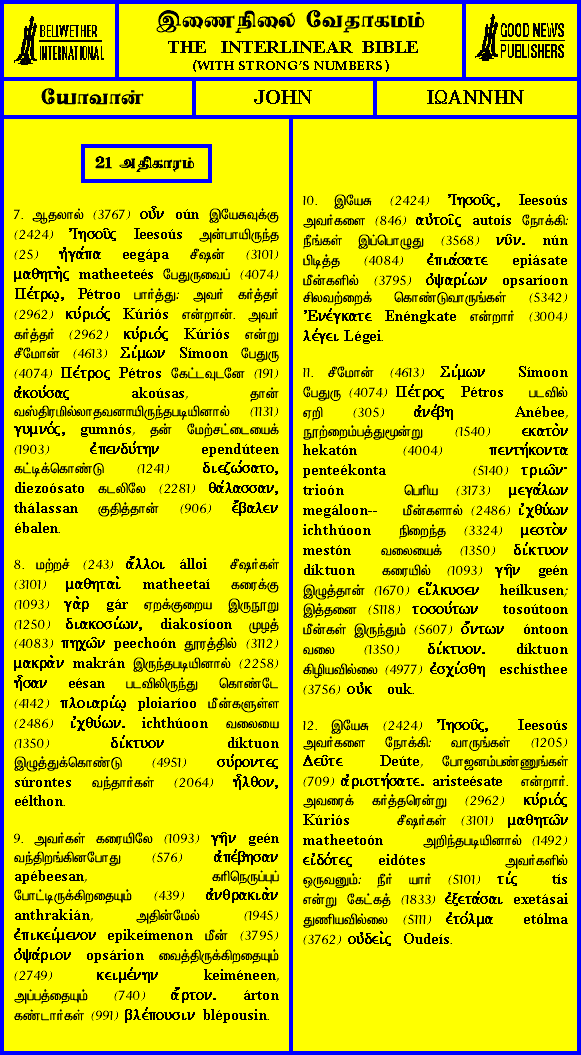 BELLWETHER
INTERNATIONAL
இணைநிலை வேதாகமம்
THE INTERLINEAR BIBLE
(WITH STRONG'S NUMBERS)
GOOD NEWS
PUBLISHERS
யோவான்
JOHN
ΙΩΑΝΝΗΝ
21 அதிகாரம்
7. ஆதலால் (3767) οὖν oún இயேசுவுக்கு
(2424) Ἰησοῦς Ieesoús அன்பாயிருந்த
(25) ἠγάπα eegápa சீஷன் (3101)
μαθητὴς matheeteés பேதுருவைப் (4074)
Πέτρῳ, Pétroo பார்த்து: அவர் கர்த்தர்
(2962) κύριός Kúriós என்றான். அவர்
கர்த்தர் (2962) κύριός Kúriós என்று
சீமோன் (4613) Σίμων Símoon பேதுரு
(4074) Πέτρος Pétros கேட்டவுடனே (191)
ἀκούσας akoúsas, தான்
வஸ்திரமில்லாதவனாயிருந்தபடியினால் (1131)
γυμνός, gumnós, தன் மேற்சட்டையைக்
(1903) ἐπενδύτην ependúteen
கட்டிக்கொண்டு (1241) διεζώσατο,
diezoósato கடலிலே (2281) θάλασσαν,
thálassan குதித்தான் (906) ἔβαλεν
ébalen.
8. மற்றச் (243) ἄλλοι álloi சீஷர்கள்
(3101) μαθηταὶ matheetaí கரைக்கு
(1093) γὰρ gár ஏறக்குறைய இருநூறு
(1250) διακοσίων, diakosíoon முழத்
(4083) πηχῶν peechoón தூரத்தில் (3112)
μακρὰν makrán இருந்தபடியினால் (2258)
ἦσαν eésan படவிலிருந்து கொண்டே
(4142) πλοιαρίῳ ploiaríoo மீன்களுள்ள
(2486) ἰχθύων. ichthúoon வலையை
(1350) δίκτυον díktuon
இழுத்துக்கொண்டு (4951) σύροντες
súrontes வந்தார்கள் (2064) ἦλθον,
eélthon.
9. அவர்கள் கரையிலே (1093) γῆν geén
வந்திறங்கினபோது (576) ἀπέβησαν
apébeesan, கரிநெருப்புப்
போட்டிருக்கிறதையும் (439) ἀνθρακιὰν
anthrakián, அதின்மேல் (1945)
ἐπικείμενον epikeímenon மீன் (3795)
ὀψάριον opsárion வைத்திருக்கிறதையும்
(2749) κειμένην keiméneen,
அப்பத்தையும் (740) ἄρτον. árton
கண்டார்கள் (991) βλέπουσιν blépousin.
10. இயேசு (2424) Ἰησοῦς, Ieesoús
அவர்களை (846) αὐτοῖς autoís நோக்கி:
நீங்கள் இப்பொழுது (3568) νῦν. nún
பிடித்த (4084) ἐπιάσατε epiásate
மீன்களில் (3795) ὀψαρίων opsaríoon
சிலவற்றைக் கொண்டுவாருங்கள் (5342)
Ἐνέγκατε Enéngkate என்றார் (3004)
λέγει Légei.
11. சீமோன் (4613) Σίμων Símoon
பேதுரு (4074) Πέτρος Pétros படவில்
ஏறி (305) ἀνέβη Anébee,
நூற்றைம்பத்துமூன்று (1540) ἑκατὸν
hekatón (4004) πεντήκοντα
penteékonta (5140) τριῶν·
trioón பெரிய (3173) μεγάλων
megáloon-- மீன்களால் (2486) ἰχθύων
ichthúoon நிறைந்த (3324) μεστὸν
mestón வலையைக் (1350) δίκτυον
díktuon கரையில் (1093) γῆν geén
இழுத்தான் (1670) εἵλκυσεν heílkusen;
இத்தனை (5118) τοσούτων tosoútoon
மீன்கள் இருந்தும் (5607) ὄντων óntoon
வலை (1350) δίκτυον. díktuon
கிழியவில்லை (4977) ἐσχίσθη eschísthee
(3756) οὐκ ouk.
12. இயேசு (2424) Ἰησοῦς, Ieesoús
அவர்களை நோக்கி: வாருங்கள் (1205)
Δεῦτε Deúte, போஜனம்பண்ணுங்கள்
(709) ἀριστήσατε. aristeésate என்றார்.
அவரைக் கர்த்தரென்று (2962) κύριός
Kúriós சீஷர்கள் (3101) μαθητῶν
matheetoón அறிந்தபடியினால் (1492)
εἰδότες eidótes அவர்களில்
ஒருவனும்: நீர் யார் (5101) τίς tís
என்று கேட்கத் (1833) ἐξετάσαι exetásai
துணியவில்லை (5111) ἐτόλμα etólma
(3762) οὐδεὶς Oudeís.